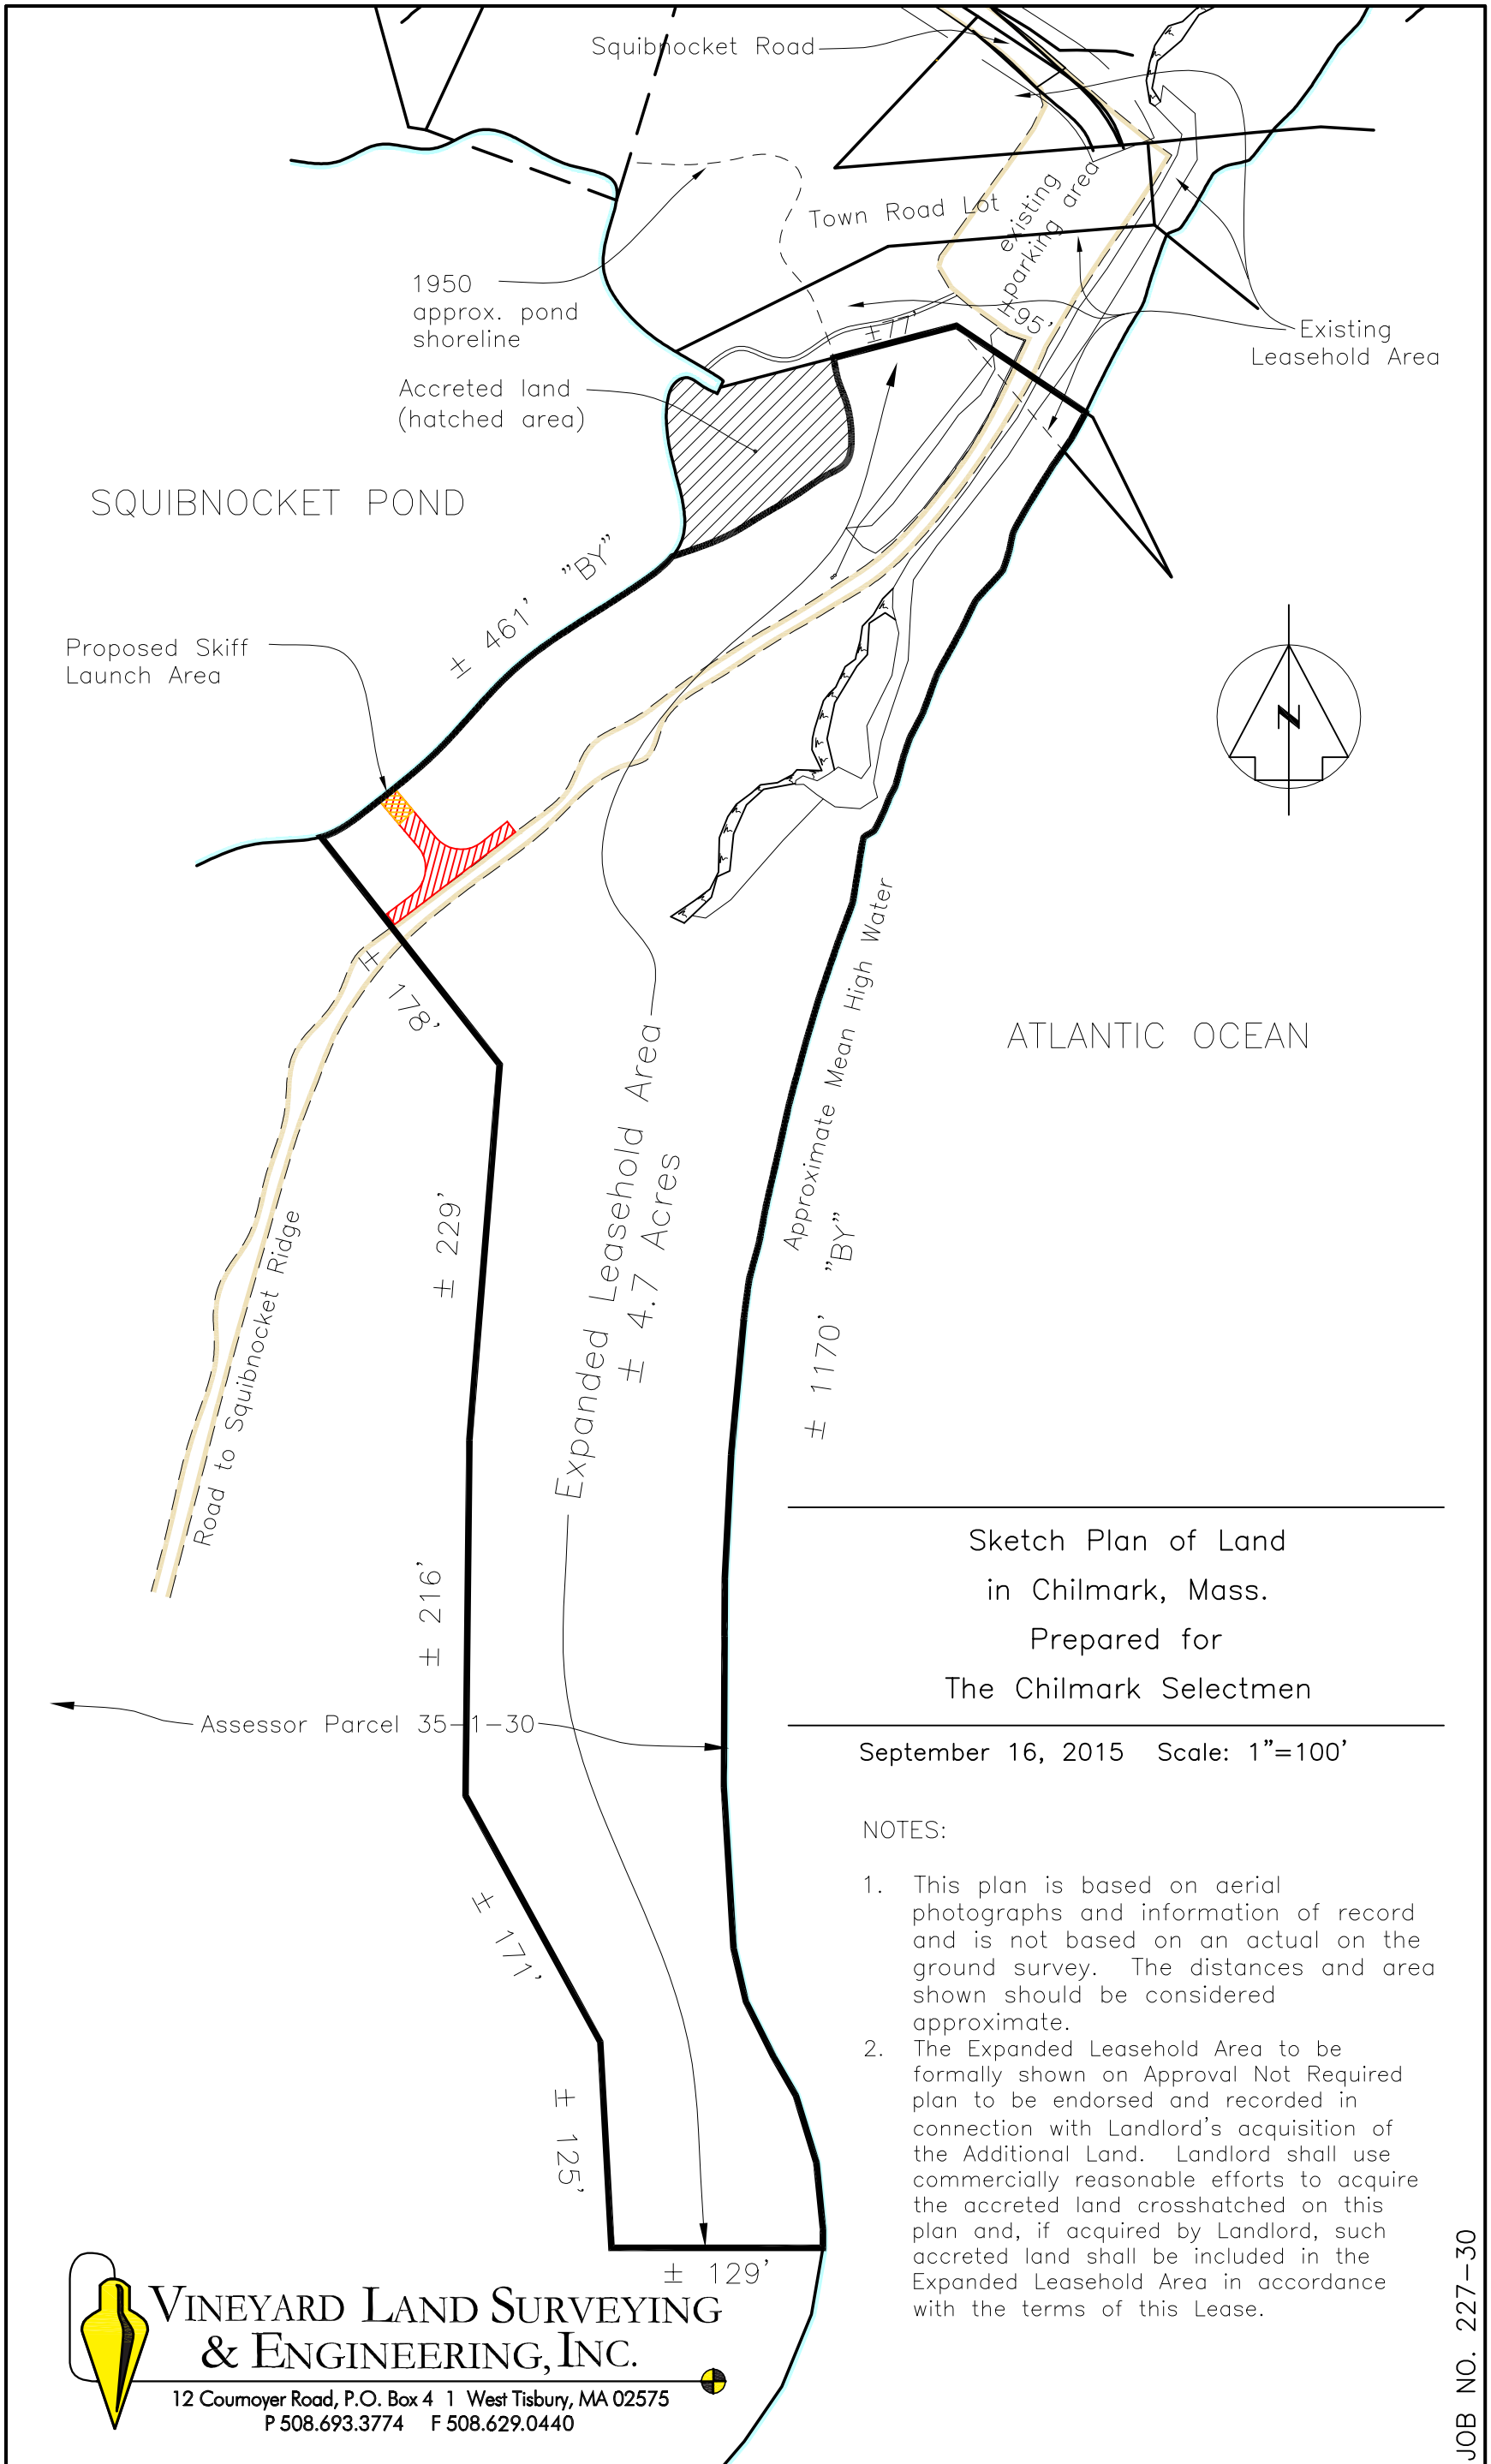 Squibnocket Road
Town Road Lot
existing
parking area
1950
approx. pond
shoreline
±77'
±95'
Existing
Leasehold Area
Accreted land
(hatched area)
SQUIBNOCKET POND
± 461' "BY"
Proposed Skiff
Launch Area
N
± 178'
Approximate Mean High Water
ATLANTIC OCEAN
Expanded Leasehold Area
± 4.7 Acres
± 229'
± 1170' "BY"
Road to Squibnocket Ridge
Sketch Plan of Land
in Chilmark, Mass.
Prepared for
The Chilmark Selectmen
± 216'
Assessor Parcel 35-1-30
September 16, 2015 Scale: 1"=100'
NOTES:
1. This plan is based on aerial
photographs and information of record
and is not based on an actual on the
ground survey. The distances and area
shown should be considered
approximate.
2. The Expanded Leasehold Area to be
formally shown on Approval Not Required
plan to be endorsed and recorded in
connection with Landlord's acquisition of
the Additional Land. Landlord shall use
commercially reasonable efforts to acquire
the accreted land crosshatched on this
plan and, if acquired by Landlord, such
accreted land shall be included in the
Expanded Leasehold Area in accordance
with the terms of this Lease.
± 171'
± 125'
± 129'
VINEYARD LAND SURVEYING
& ENGINEERING, INC.
12 Cournoyer Road, P.O. Box 4 1 West Tisbury, MA 02575
P 508.693.3774 F 508.629.0440
JOB NO. 227-30